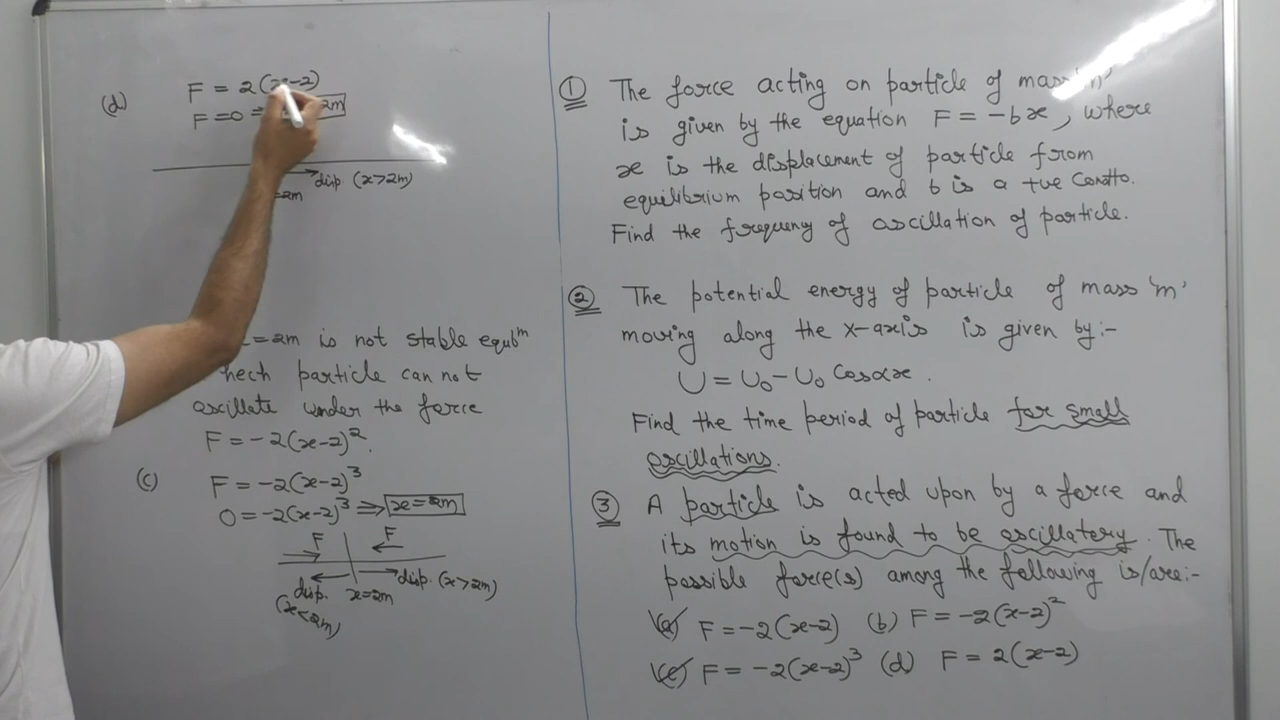 (d) F = 2(x-2)
F = 0 ⇒ 2m
disp. (x>2m)
=2m
=2m is not stable equbᵐ
hech particle can not
oscillate under the force
F = -2(x-2)².
(c) F = -2(x-2)³
0 = -2(x-2)³ ⇒ x=2m
F F
disp. x=2m disp. (x>2m)
(x<2m)
① The force acting on particle of mass 'm'
is given by the equation F = -bx, where
x is the displacement of particle from
equilibrium position and b is a +ve Constto.
Find the frequeny of oscillation of particle.
② The potential energy of particle of mass 'm'
moving along the x-axis is given by:-
U = U₀ - U₀ Cosαx.
Find the time period of particle for small
oscillations.
③ A particle is acted upon by a force and
its motion is found to be oscillatory. The
possible force(s) among the following is/are:-
(a) F = -2(x-2) (b) F = -2(x-2)²
(c) F = -2(x-2)³ (d) F = 2(x-2)